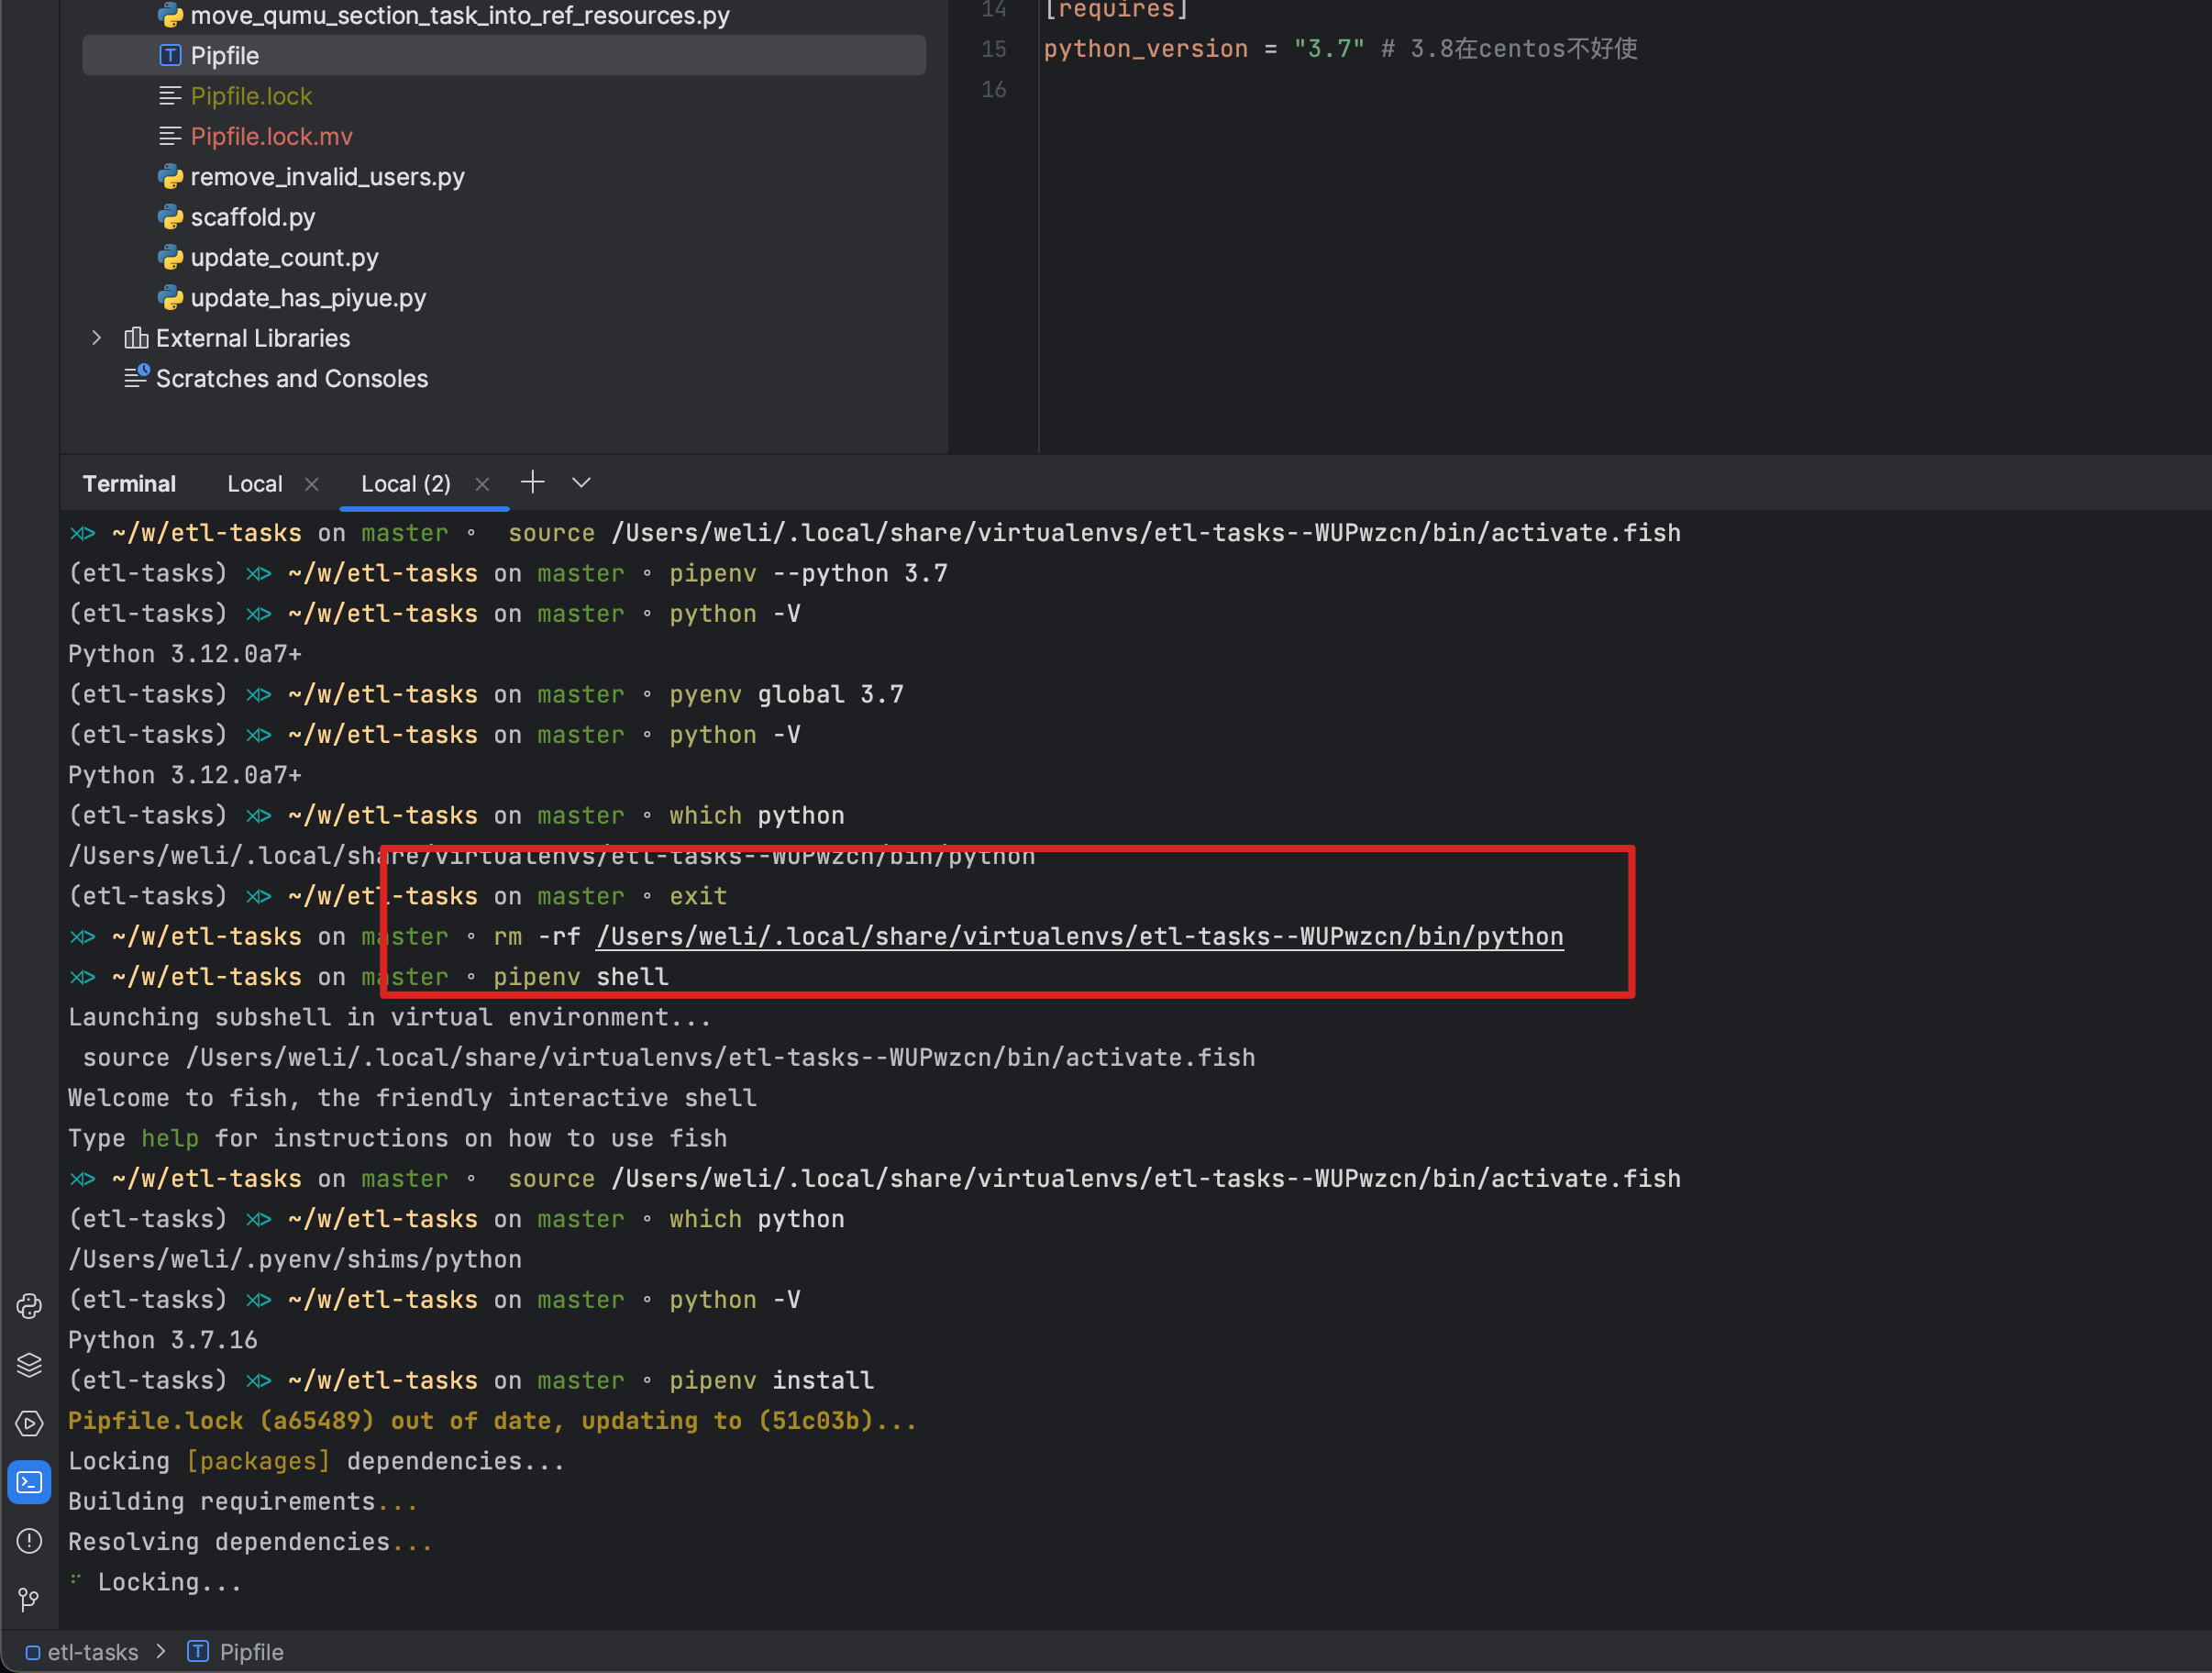 move_qumu_section_task_into_ref_resources.py
Pipfile
Pipfile.lock
Pipfile.lock.mv
remove_invalid_users.py
scaffold.py
update_count.py
update_has_piyue.py
External Libraries
Scratches and Consoles
14 [requires]
15 python_version = "3.7" # 3.8在centos不好使
16
Terminal Local Local (2)
~/w/etl-tasks on master ◦  source /Users/weli/.local/share/virtualenvs/etl-tasks--WUPwzcn/bin/activate.fish
(etl-tasks) ⋊> ~/w/etl-tasks on master ◦ pipenv --python 3.7
(etl-tasks) ⋊> ~/w/etl-tasks on master ◦ python -V
Python 3.12.0a7+
(etl-tasks) ⋊> ~/w/etl-tasks on master ◦ pyenv global 3.7
(etl-tasks) ⋊> ~/w/etl-tasks on master ◦ python -V
Python 3.12.0a7+
(etl-tasks) ⋊> ~/w/etl-tasks on master ◦ which python
/Users/weli/.local/share/virtualenvs/etl-tasks--WUPwzcn/bin/python
(etl-tasks) ⋊> ~/w/etl-tasks on master ◦ exit
⋊> ~/w/etl-tasks on master ◦ rm -rf /Users/weli/.local/share/virtualenvs/etl-tasks--WUPwzcn/bin/python
⋊> ~/w/etl-tasks on master ◦ pipenv shell
Launching subshell in virtual environment...
source /Users/weli/.local/share/virtualenvs/etl-tasks--WUPwzcn/bin/activate.fish
Welcome to fish, the friendly interactive shell
Type help for instructions on how to use fish
⋊> ~/w/etl-tasks on master ◦  source /Users/weli/.local/share/virtualenvs/etl-tasks--WUPwzcn/bin/activate.fish
(etl-tasks) ⋊> ~/w/etl-tasks on master ◦ which python
/Users/weli/.pyenv/shims/python
(etl-tasks) ⋊> ~/w/etl-tasks on master ◦ python -V
Python 3.7.16
(etl-tasks) ⋊> ~/w/etl-tasks on master ◦ pipenv install
Pipfile.lock (a65489) out of date, updating to (51c03b)...
Locking [packages] dependencies...
Building requirements...
Resolving dependencies...
Locking...
etl-tasks > Pipfile